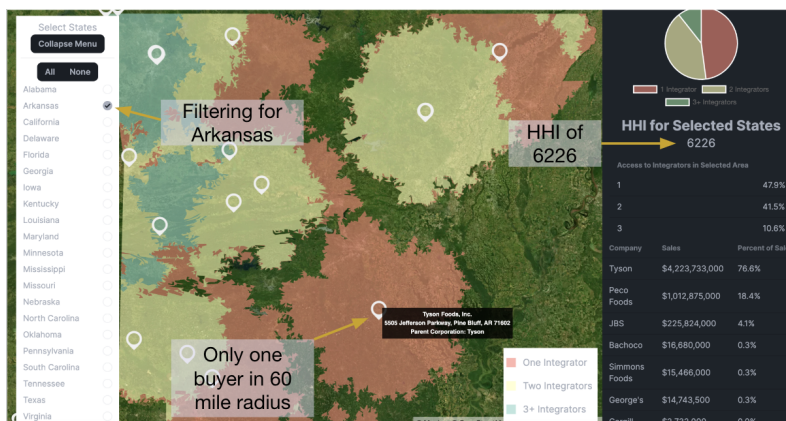 Select States
Collapse Menu
All None
Alabama
Arkansas
California
Delaware
Florida
Georgia
Iowa
Kentucky
Louisiana
Maryland
Minnesota
Mississippi
Missouri
Nebraska
North Carolina
Oklahoma
Pennsylvania
South Carolina
Tennessee
Texas
Virginia
Filtering for
Arkansas
HHI of
6226
Tyson Foods, Inc.
5505 Jefferson Parkway, Pine Bluff, AR 71602
Parent Corporation: Tyson
Only one
buyer in 60
mile radius
One Integrator
Two Integrators
3+ Integrators
1 Integrator 2 Integrators
3+ Integrators
HHI for Selected States
6226
Access to Integrators in Selected Area
1 47.9%
2 41.5%
3 10.6%
Company Sales Percent of Sal
Tyson $4,223,733,000 76.6%
Peco
Foods $1,012,875,000 18.4%
JBS $225,824,000 4.1%
Bachoco $16,680,000 0.3%
Simmons
Foods $15,466,000 0.3%
George's $14,743,500 0.3%